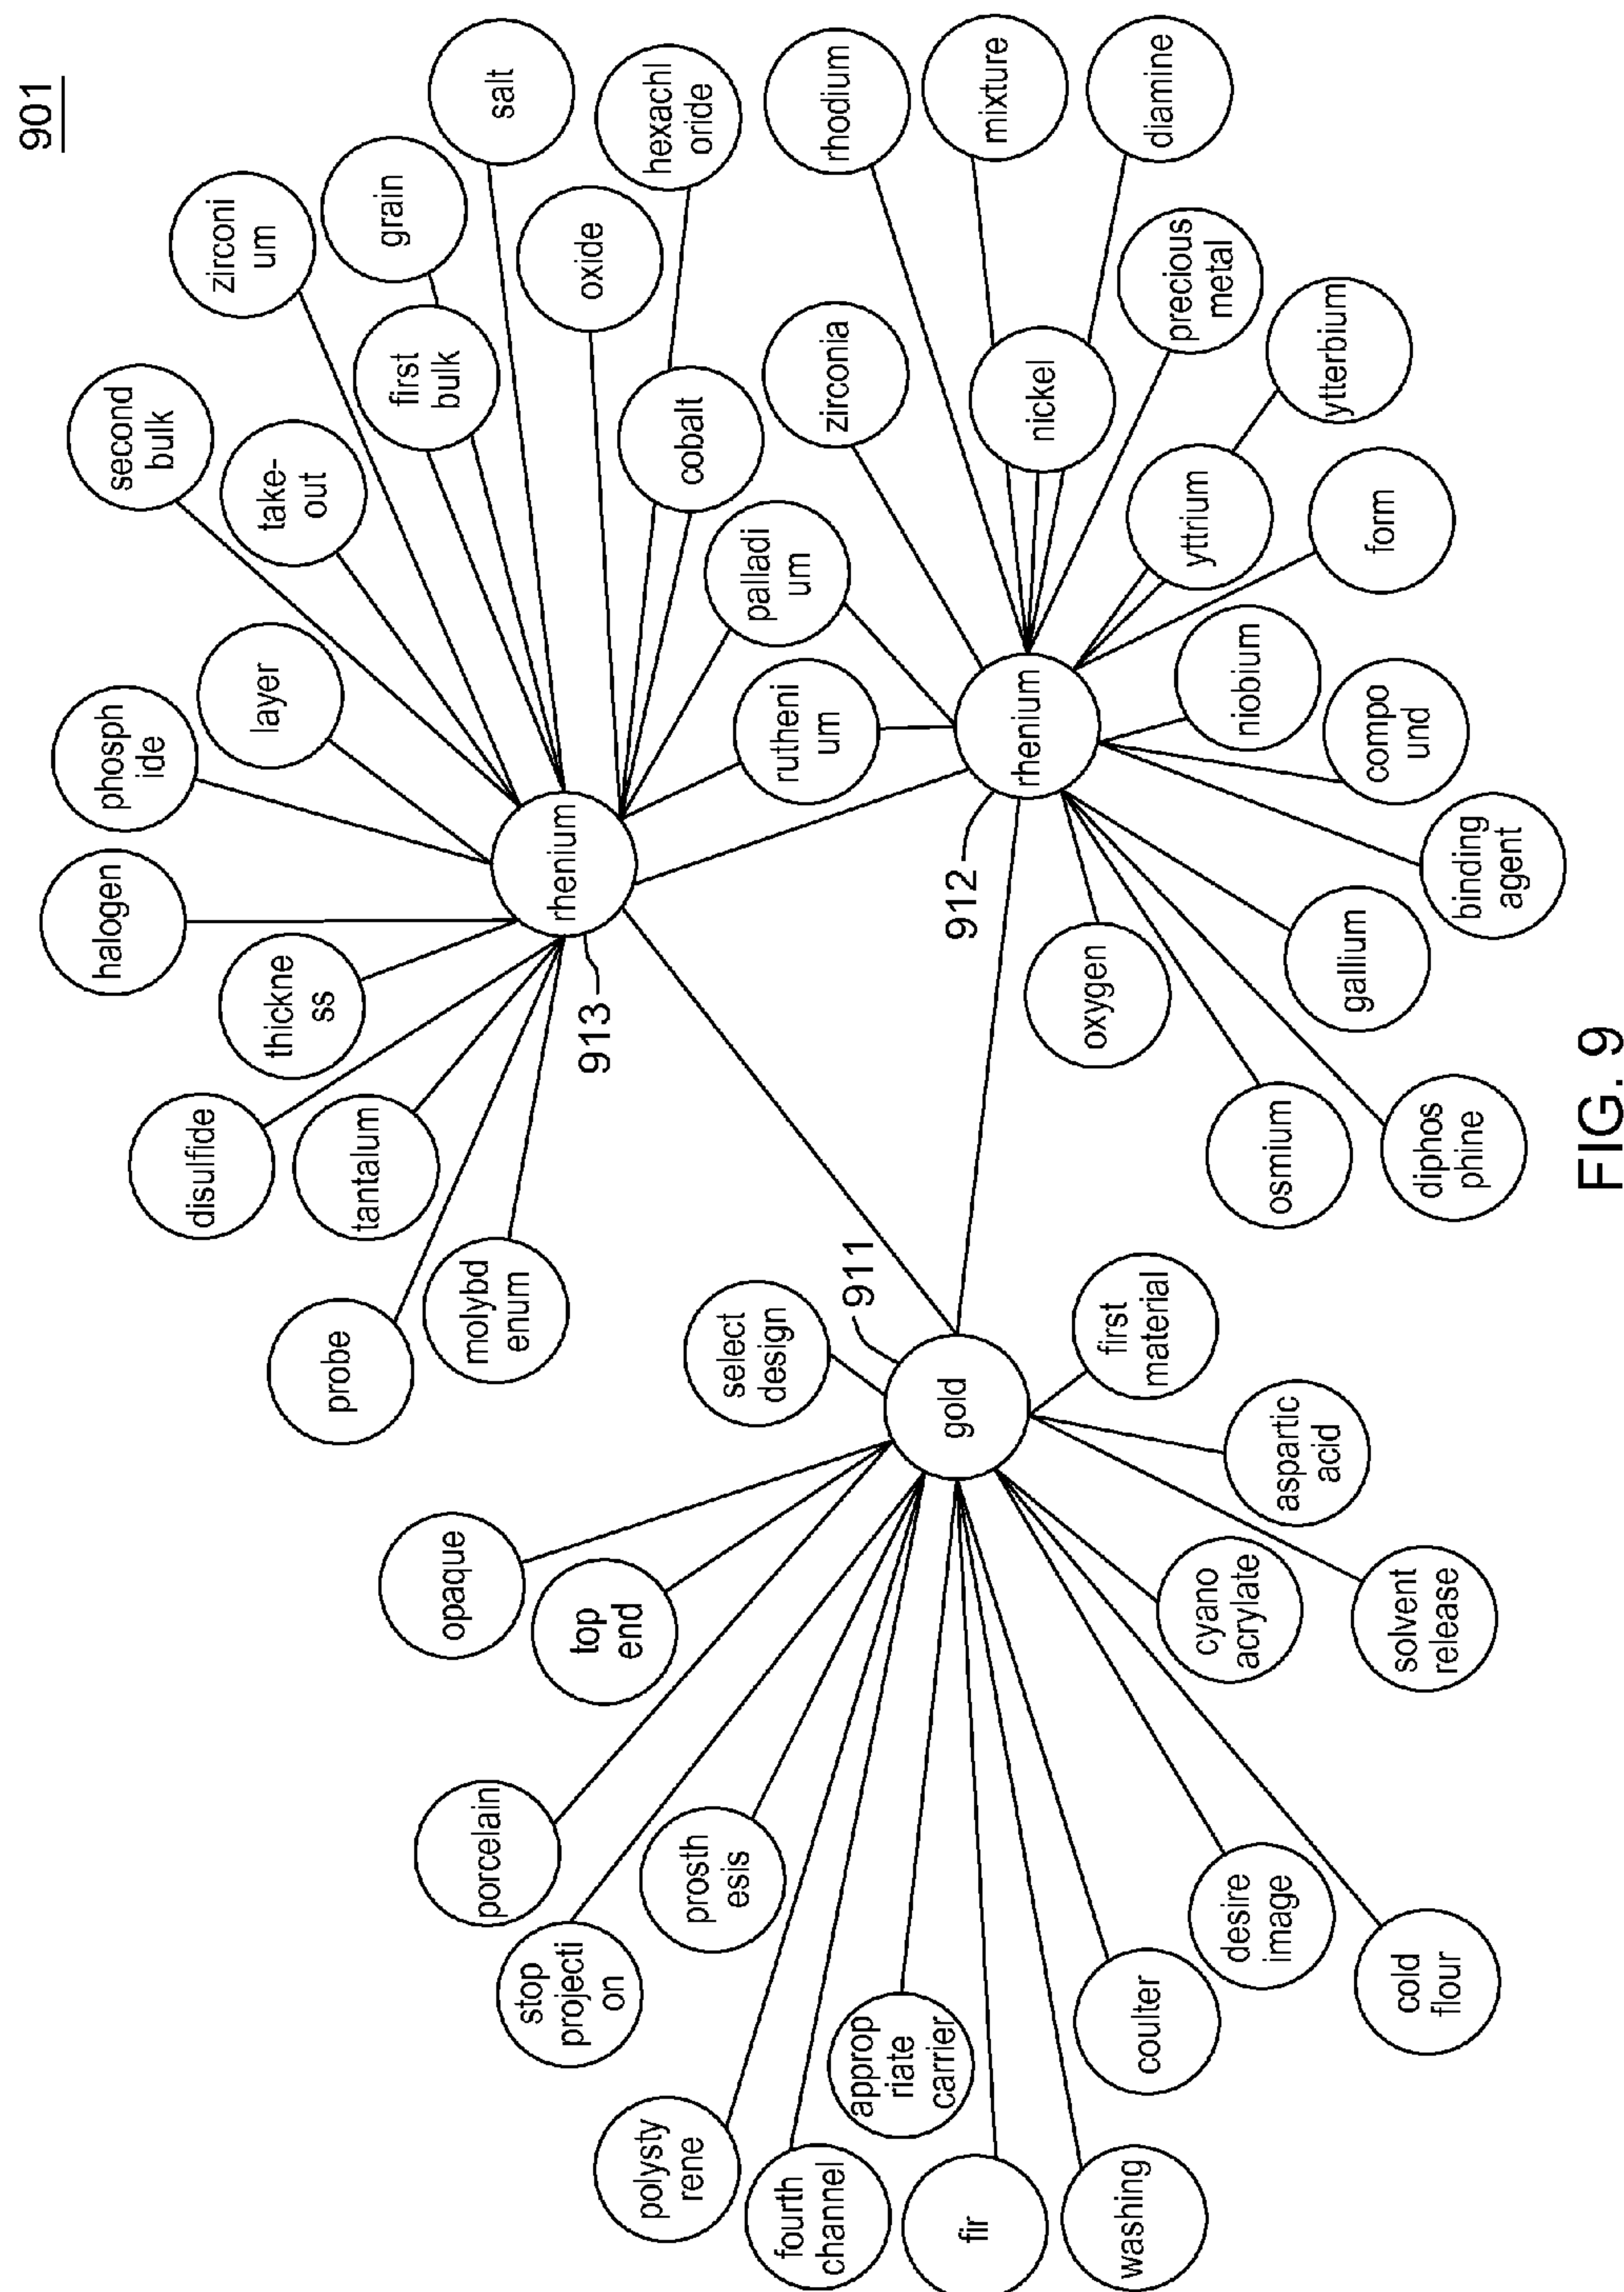 901
second
bulk
zirconi
um
phosph
ide
take-
out
grain
halogen
layer
first
bulk
salt
disulfide
thickne
ss
oxide
hexachl
oride
probe
tantalum
rhenium
cobalt
molybd
enum
913
palladi
um
zirconia
rhodium
rutheni
um
nickel
mixture
opaque
select
design
912
rhenium
precious
metal
diamine
top
end
911
yttrium
ytterbium
porcelain
gold
oxygen
niobium
form
stop
projecti
on
prosth
esis
first
material
osmium
gallium
compo
und
polysty
rene
approp
riate
carrier
cyano
acrylate
aspartic
acid
diphos
phine
binding
agent
fourth
channel
coulter
desire
image
solvent
release
fir
washing
cold
flour
FIG. 9